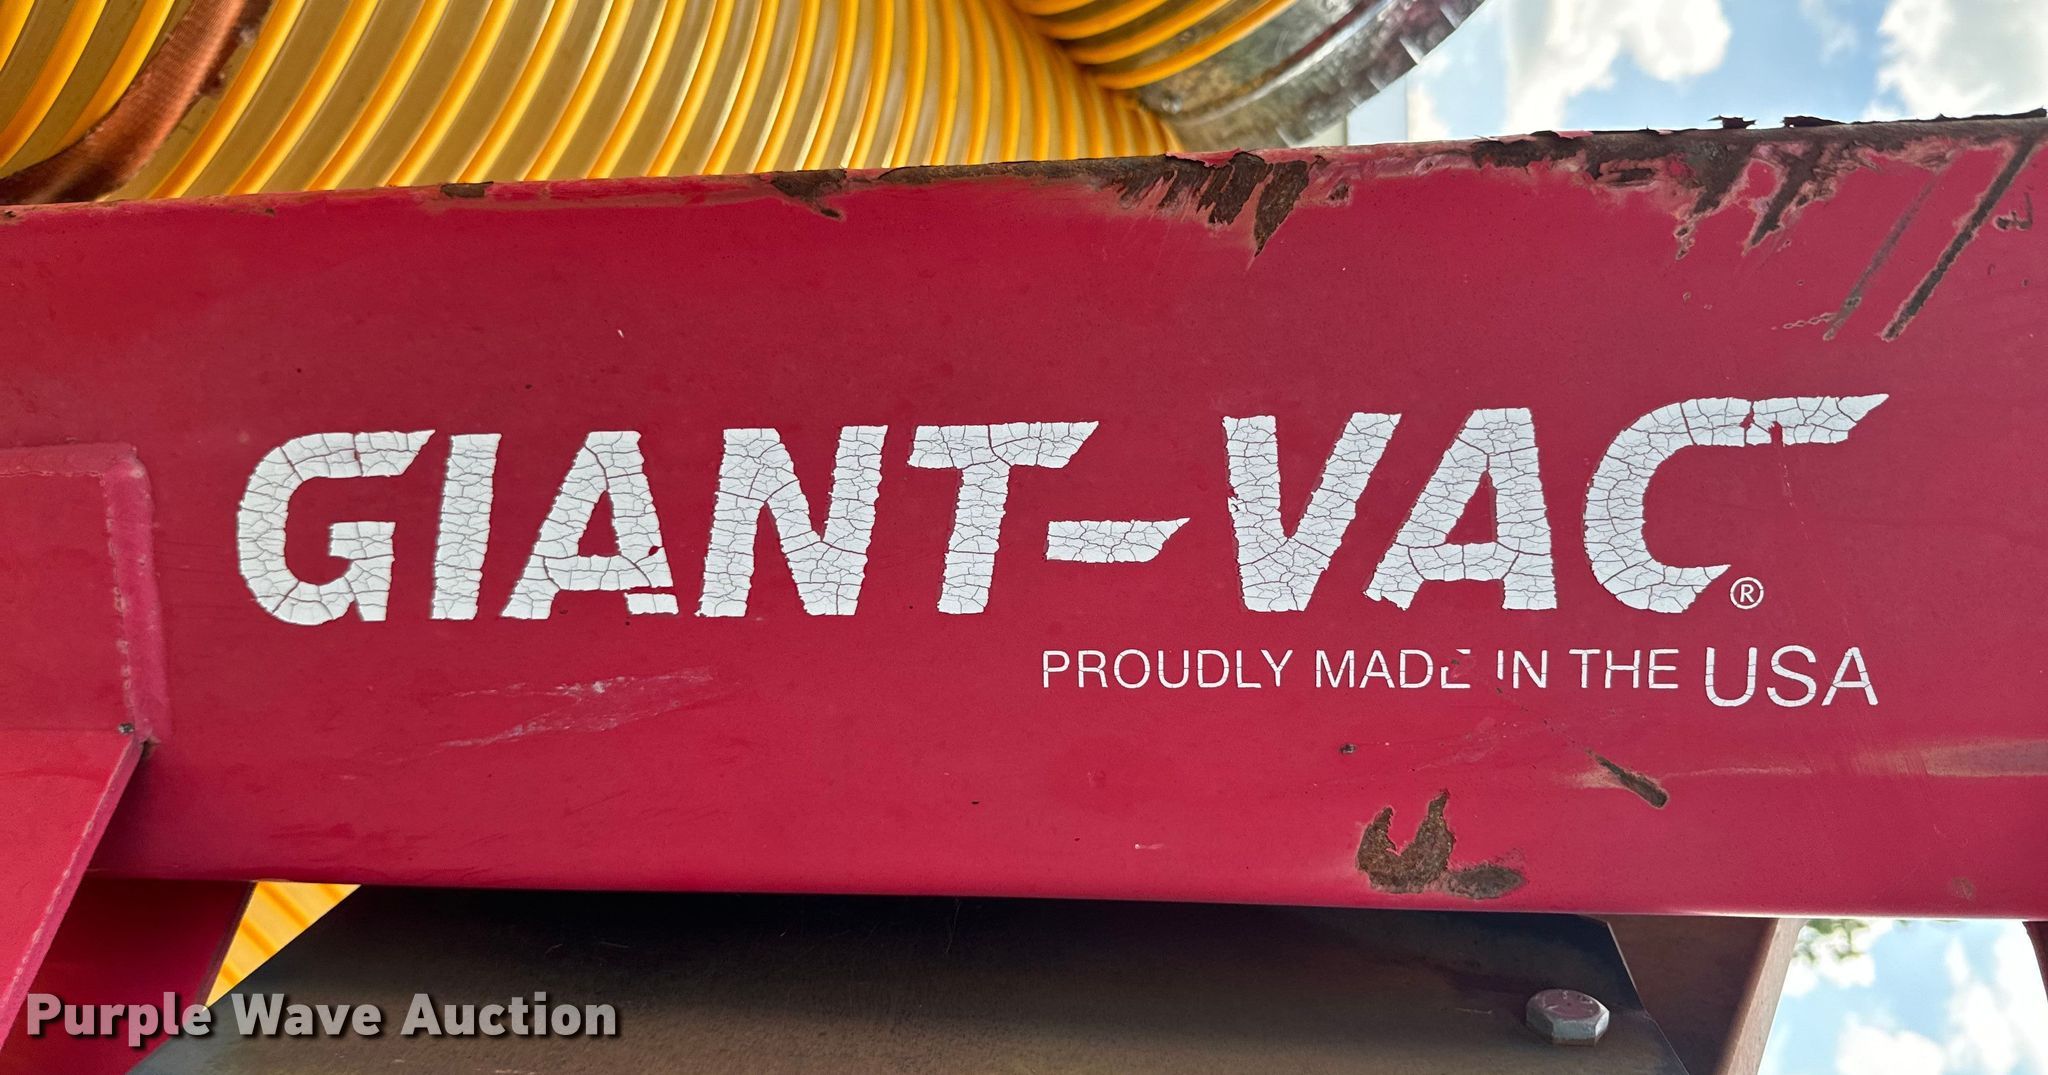 GIANT-VAC®
PROUDLY MADE IN THE USA
Purple Wave Auction